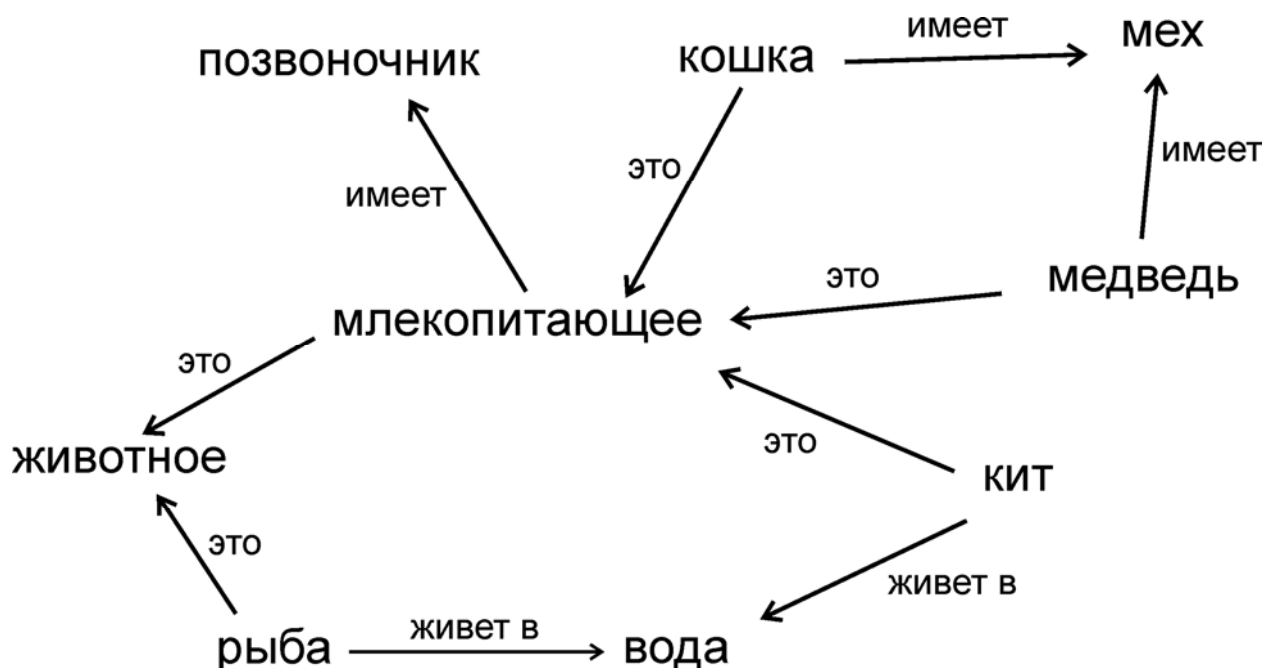 имеет
мех
позвоночник
кошка
это
имеет
имеет
медведь
это
млекопитающее
это
животное
это
кит
это
живет в
рыба
живет в
вода